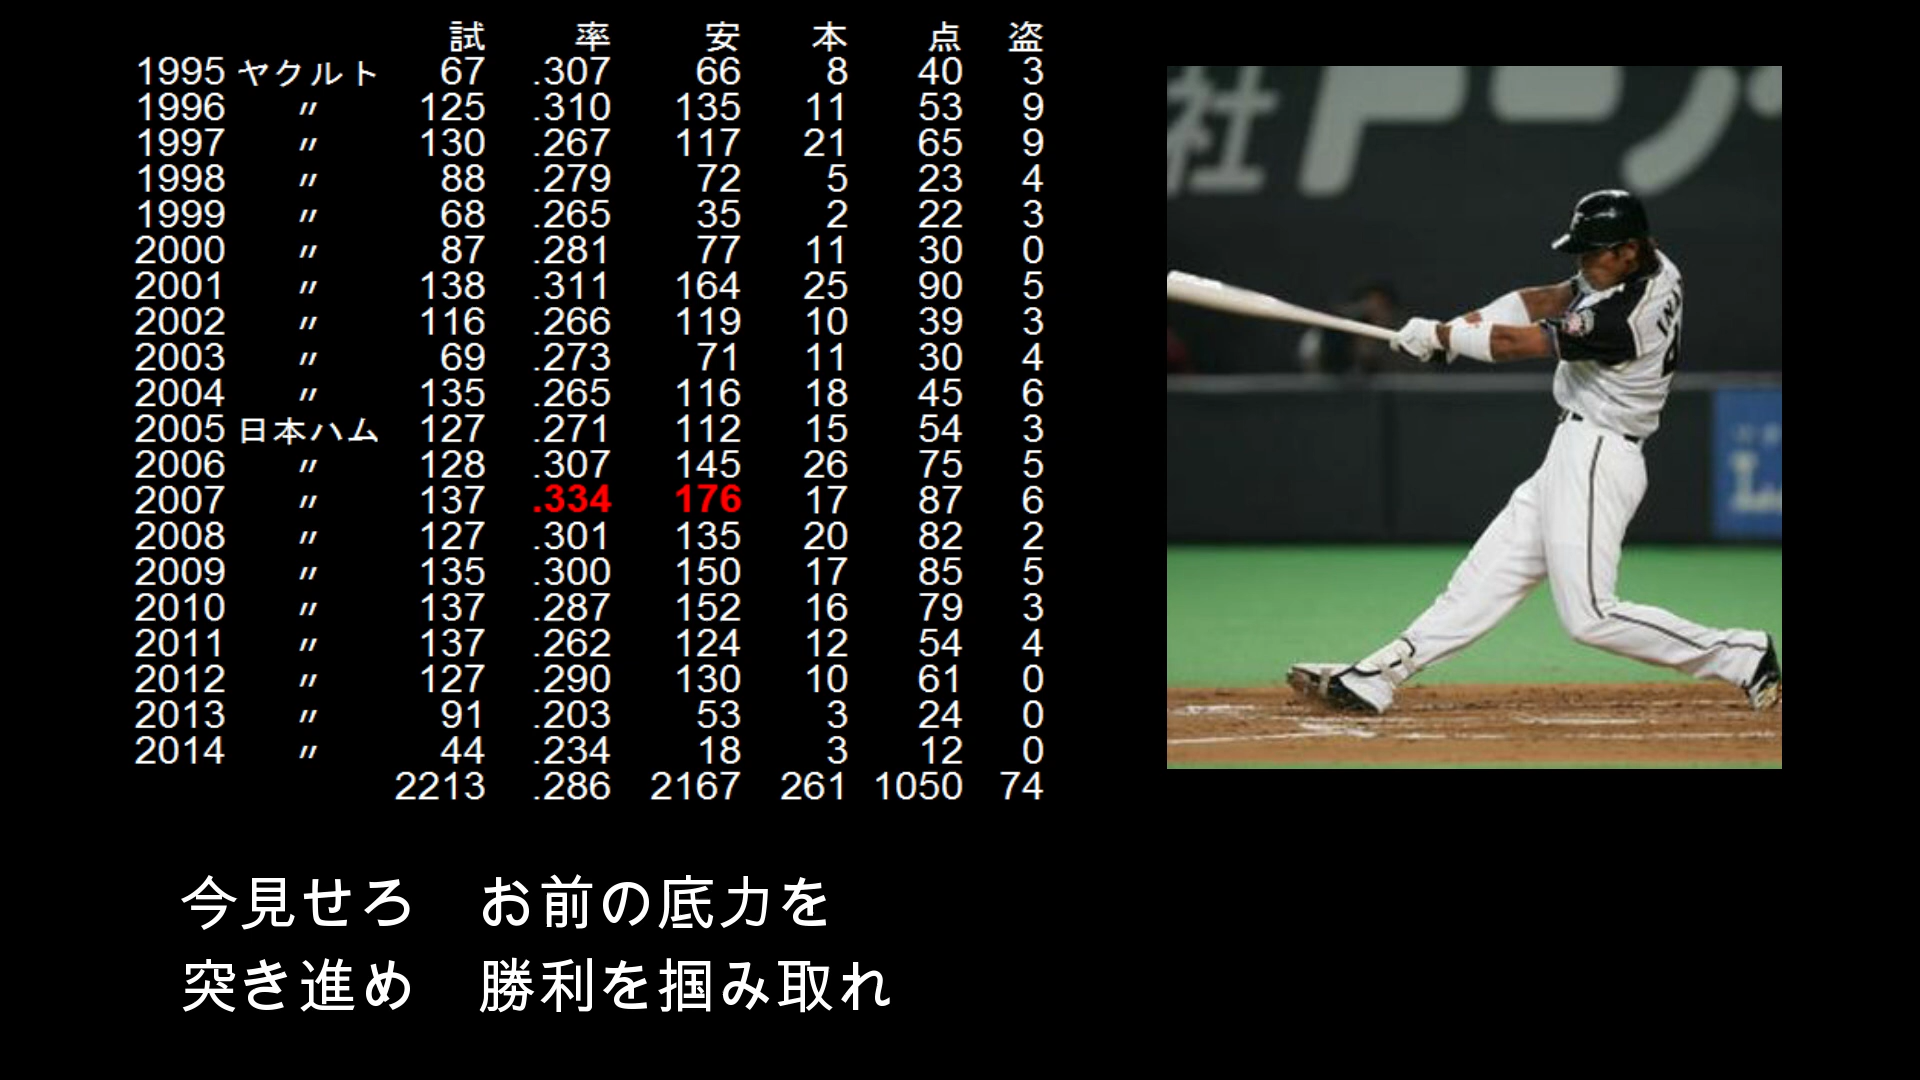 試 率 安 本 点 盗
1995 ヤクルト 67 .307 66 8 40 3
1996 〃 125 .310 135 11 53 9
1997 〃 130 .267 117 21 65 9
1998 〃 88 .279 72 5 23 4
1999 〃 68 .265 35 2 22 3
2000 〃 87 .281 77 11 30 0
2001 〃 138 .311 164 25 90 5
2002 〃 116 .266 119 10 39 3
2003 〃 69 .273 71 11 30 4
2004 〃 135 .265 116 18 45 6
2005 日本ハム 127 .271 112 15 54 3
2006 〃 128 .307 145 26 75 5
2007 〃 137 .334 176 17 87 6
2008 〃 127 .301 135 20 82 2
2009 〃 135 .300 150 17 85 5
2010 〃 137 .287 152 16 79 3
2011 〃 137 .262 124 12 54 4
2012 〃 127 .290 130 10 61 0
2013 〃 91 .203 53 3 24 0
2014 〃 44 .234 18 3 12 0
2213 .286 2167 261 1050 74
社
今見せろ お前の底力を
突き進め 勝利を掴み取れ